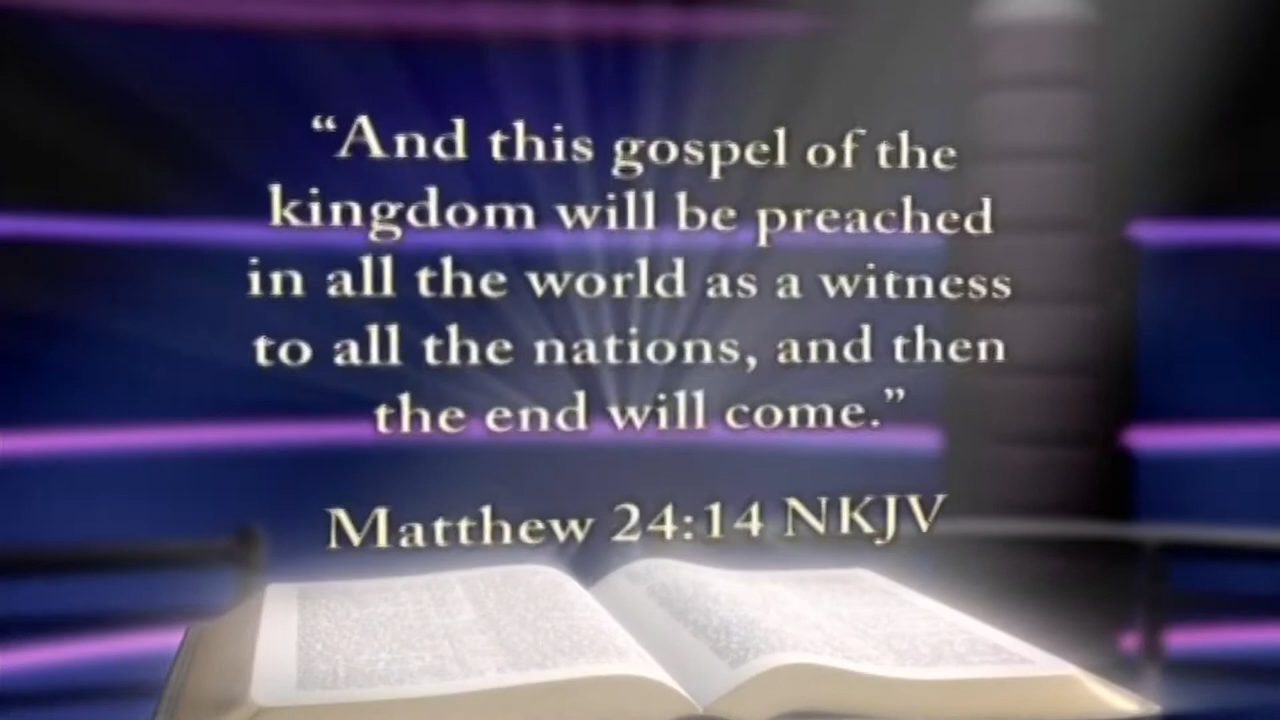 “And this gospel of the
kingdom will be preached
in all the world as a witness
to all the nations, and then
the end will come.”
Matthew 24:14 NKJV